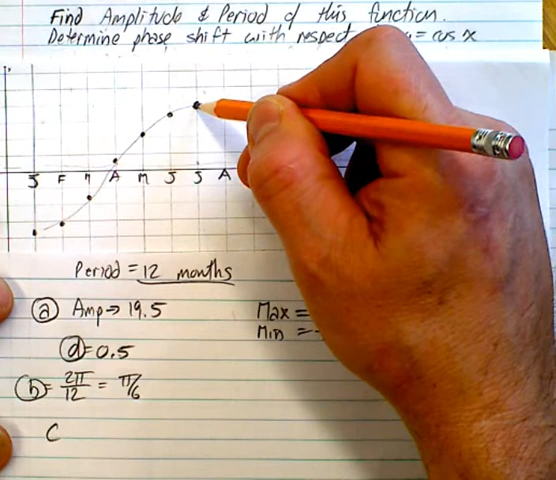 Find Amplitude & Period of this function.
Determine phase shift with respect = cos x
J F M A M J J A
Period = 12 months
(a) Amp → 19.5
Max =
Min = -
(d) = 0.5
(b) = 2π/12 = π/6
C